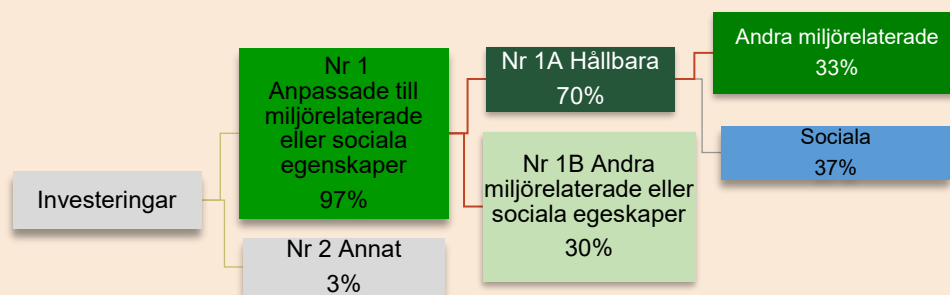 Investeringar
Nr 1
Anpassade till
miljörelaterade
eller sociala
egenskaper
97%
Nr 2 Annat
3%
Nr 1A Hållbara
70%
Nr 1B Andra
miljörelaterade eller
sociala egeskaper
30%
Andra miljörelaterade
33%
Sociala
37%